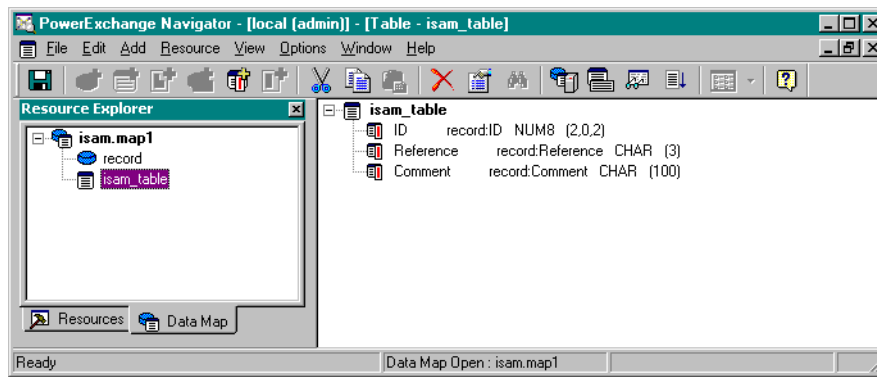 PowerExchange Navigator - [local (admin)] - [Table - isam_table]
File Edit Add Resource View Options Window Help
Resource Explorer
isam.map1
record
isam_table
isam_table
ID record:ID NUM8 (2,0,2)
Reference record:Reference CHAR (3)
Comment record:Comment CHAR (100)
Resources Data Map
Ready Data Map Open : isam.map1